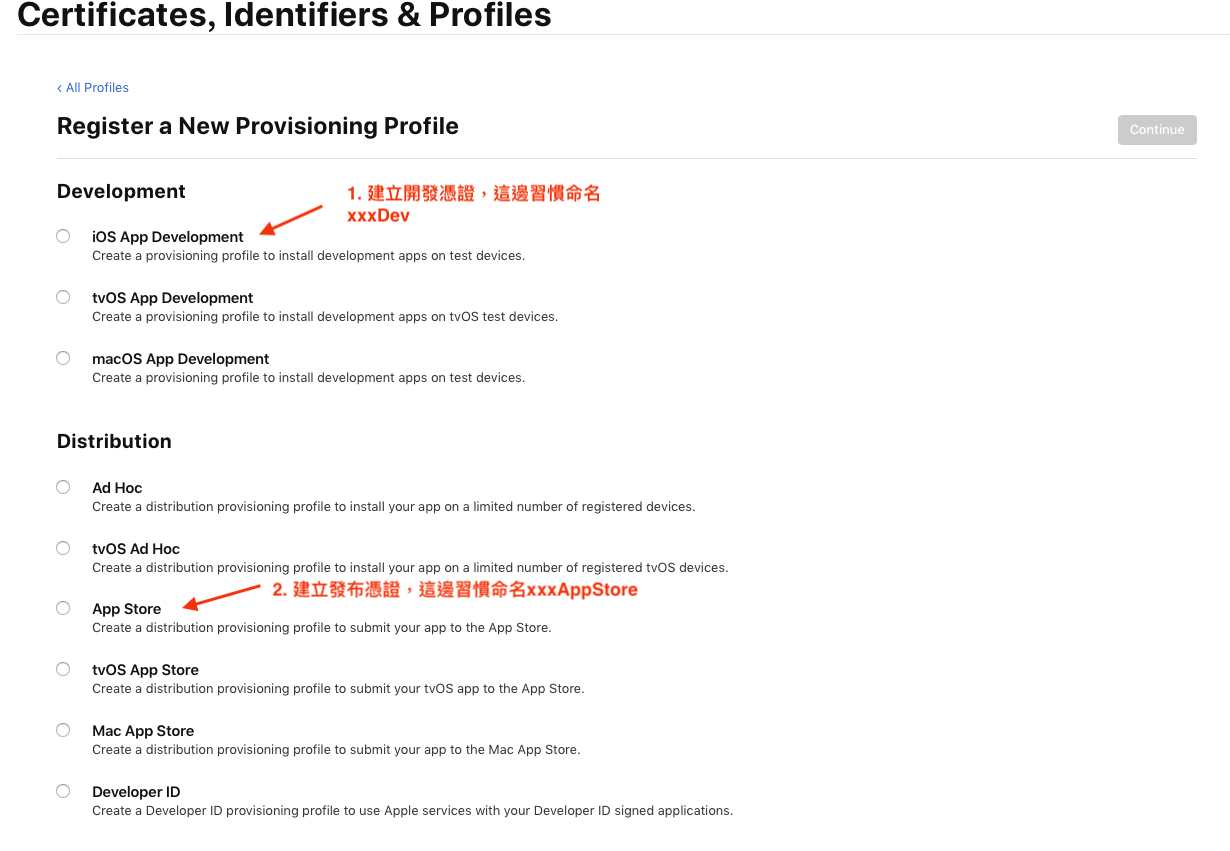 Certificates, Identifiers & Profiles
‹ All Profiles
Register a New Provisioning Profile
Continue
Development
1. 建立開發憑證，這邊習慣命名
xxxDev
iOS App Development
Create a provisioning profile to install development apps on test devices.
tvOS App Development
Create a provisioning profile to install development apps on tvOS test devices.
macOS App Development
Create a provisioning profile to install development apps on test devices.
Distribution
Ad Hoc
Create a distribution provisioning profile to install your app on a limited number of registered devices.
tvOS Ad Hoc
Create a distribution provisioning profile to install your app on a limited number of registered tvOS devices.
2. 建立發布憑證，這邊習慣命名xxxAppStore
App Store
Create a distribution provisioning profile to submit your app to the App Store.
tvOS App Store
Create a distribution provisioning profile to submit your tvOS app to the App Store.
Mac App Store
Create a distribution provisioning profile to submit your app to the Mac App Store.
Developer ID
Create a Developer ID provisioning profile to use Apple services with your Developer ID signed applications.